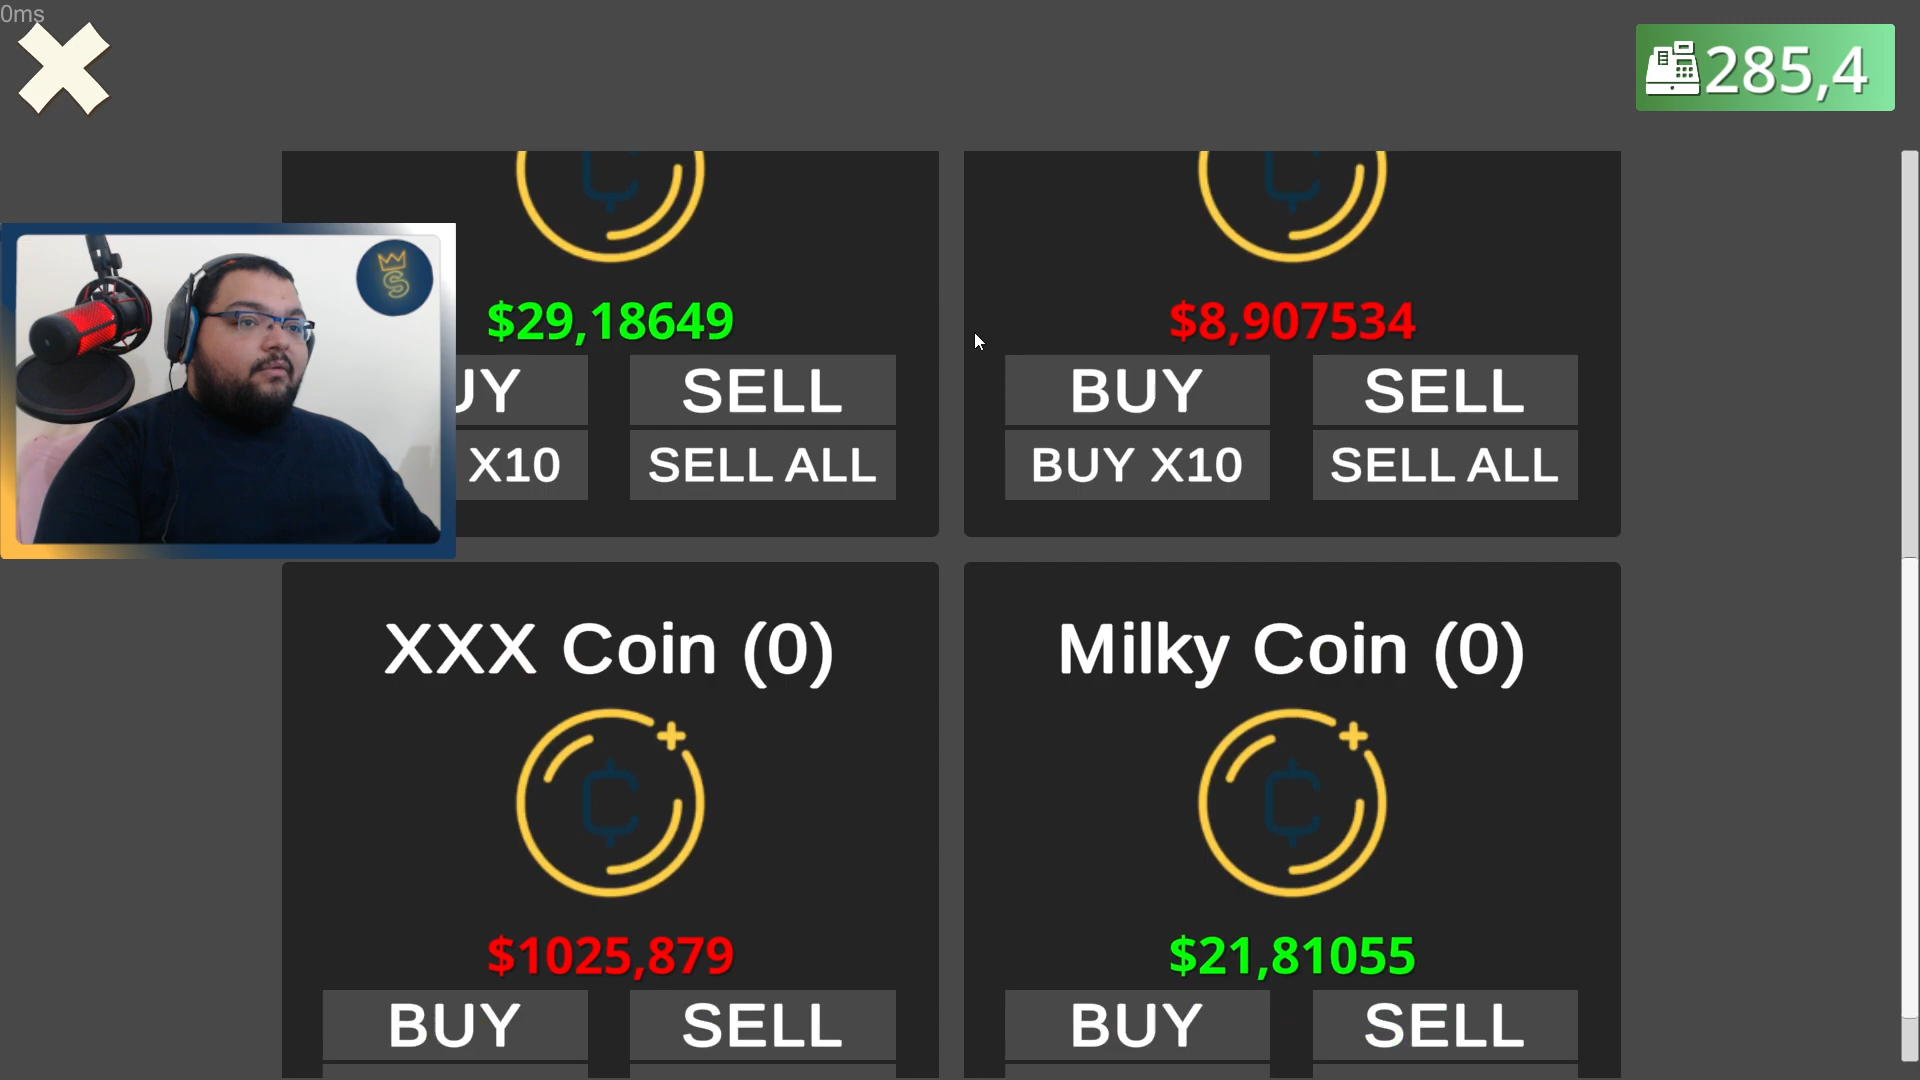 0ms
285,4
$29,18649
$8,907534
UY
SELL
BUY
SELL
X10
SELL ALL
BUY X10
SELL ALL
XXX Coin (0)
Milky Coin (0)
$1025,879
$21,81055
BUY
SELL
BUY
SELL